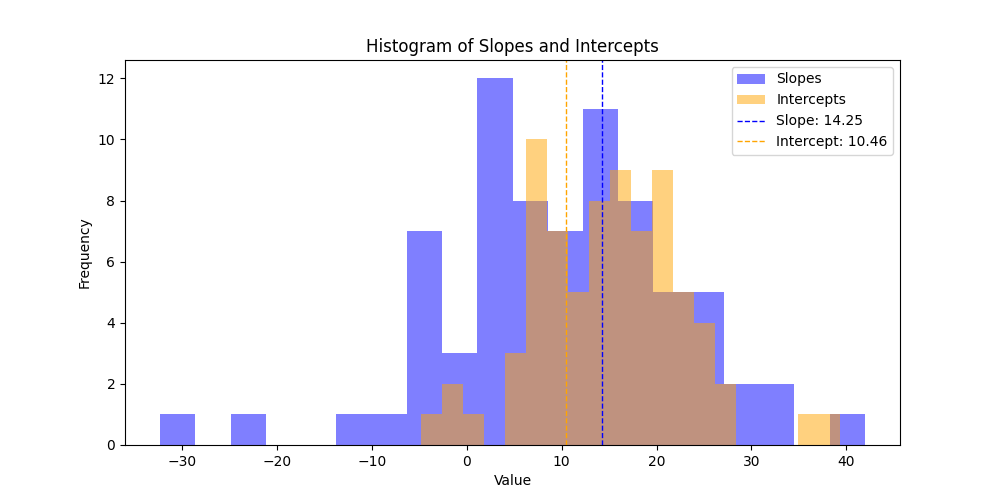 Histogram of Slopes and Intercepts
Slopes
Intercepts
Slope: 14.25
Intercept: 10.46
Frequency
12
10
8
6
4
2
0
−30
−20
−10
0
10
20
30
40
Value